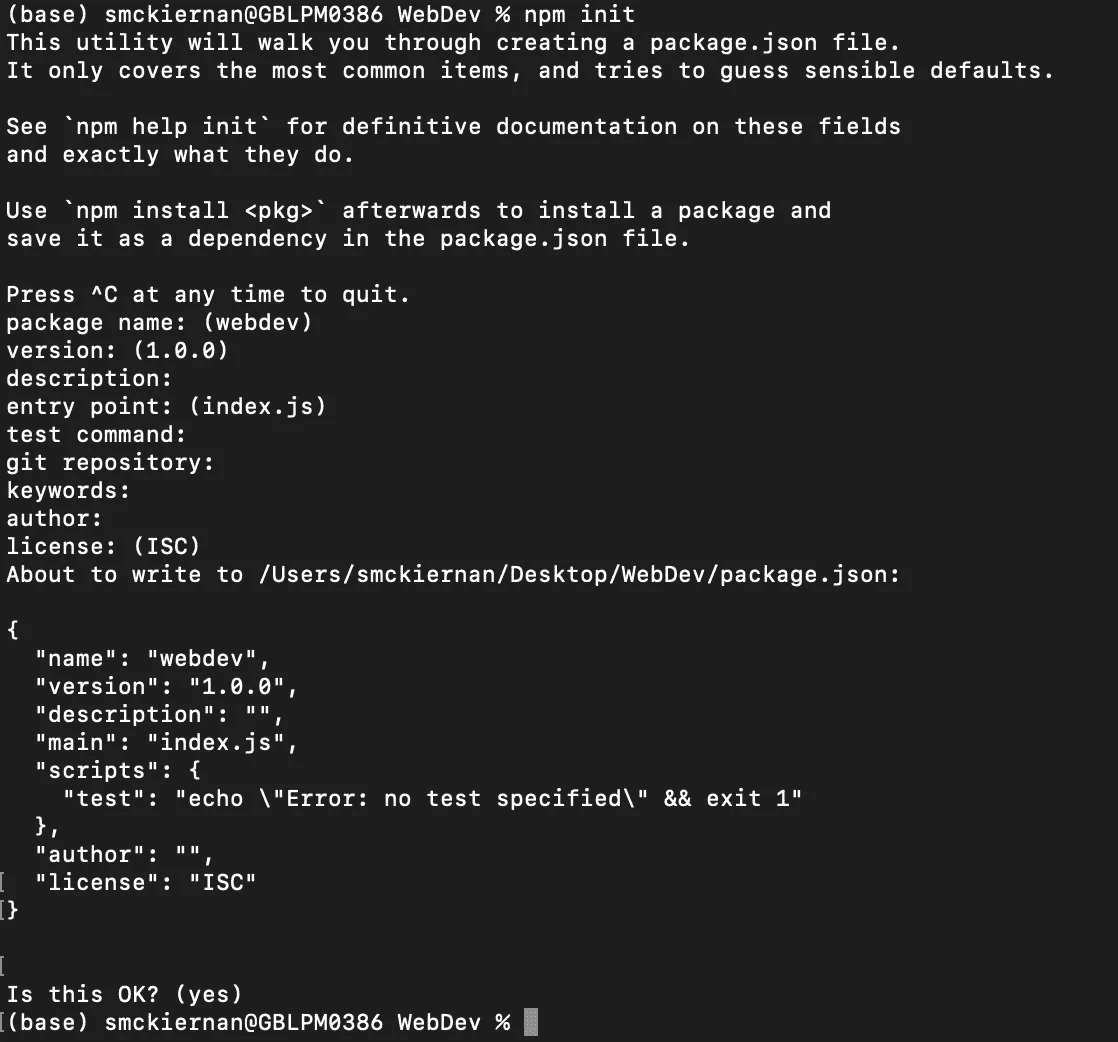 (base) smckiernan@GBLPM0386 WebDev % npm init
This utility will walk you through creating a package.json file.
It only covers the most common items, and tries to guess sensible defaults.
See `npm help init` for definitive documentation on these fields
and exactly what they do.
Use `npm install <pkg>` afterwards to install a package and
save it as a dependency in the package.json file.
Press ^C at any time to quit.
package name: (webdev)
version: (1.0.0)
description:
entry point: (index.js)
test command:
git repository:
keywords:
author:
license: (ISC)
About to write to /Users/smckiernan/Desktop/WebDev/package.json:
{
  "name": "webdev",
  "version": "1.0.0",
  "description": "",
  "main": "index.js",
  "scripts": {
    "test": "echo \"Error: no test specified\" && exit 1"
  },
  "author": "",
[  "license": "ISC"
[}
[
Is this OK? (yes)
[(base) smckiernan@GBLPM0386 WebDev %